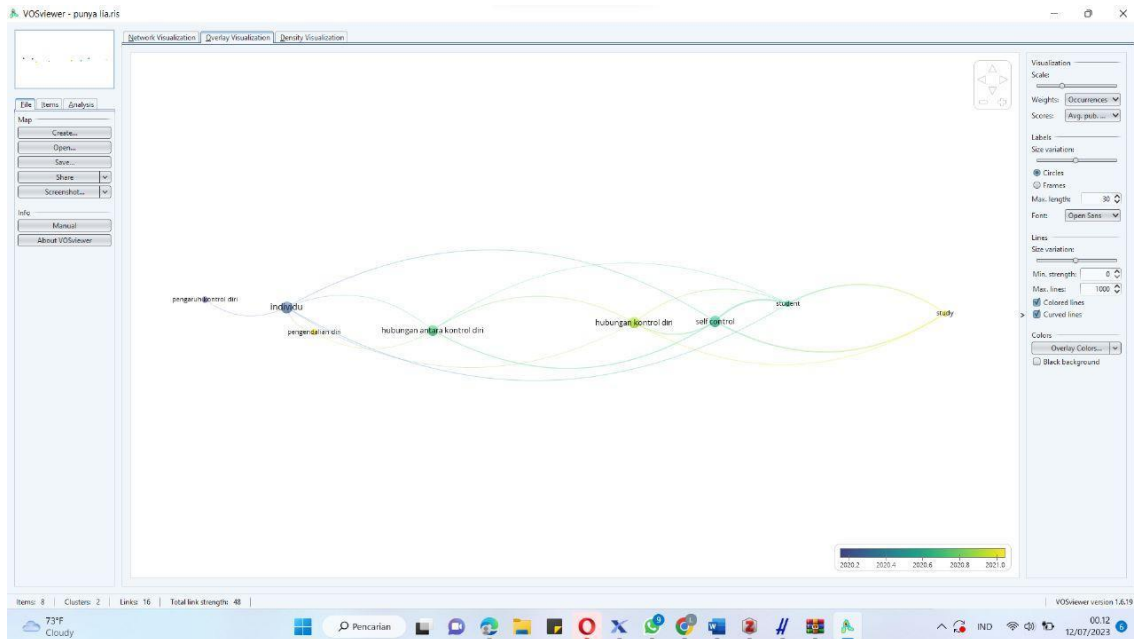 VOSviewer - punya lia.ris
Network Visualization Overlay Visualization Density Visualization
File Items Analysis
Map
Create...
Open...
Save...
Share
Screenshot...
Info
Manual
About VOSviewer
pengaruh kontrol diri
individu
pengendalian diri
hubungan antara kontrol diri
hubungan kontrol diri
self control
student
study
2020.2 2020.4 2020.6 2020.8 2021.0
Visualization
Scale:
Weights: Occurrences
Scores: Avg. pub. ...
Labels
Size variation:
Circles
Frames
Max. length: 30
Font: Open Sans
Lines
Size variation:
Min. strength: 0
Max. lines: 1000
Colored lines
Curved lines
Colors
Overlay Colors...
Black background
Items: 8 Clusters: 2 Links: 16 Total link strength: 48
VOSviewer version 1.6.19
73°F
Cloudy
Pencarian
IND
00.12
12/07/2023